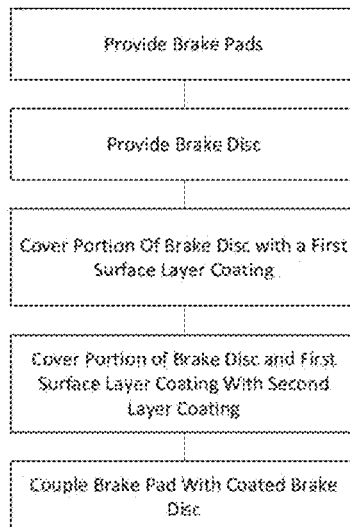 Provide Brake Pads
Provide Brake Disc
Cover Portion Of Brake Disc with a First
Surface Layer Coating
Cover Portion of Brake Disc and First
Surface Layer Coating With Second
Layer Coating
Couple Brake Pad With Coated Brake
Disc